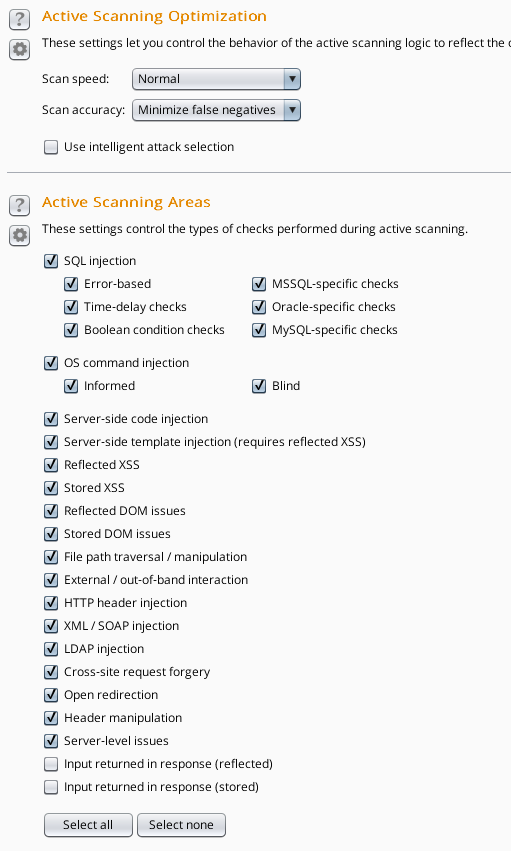 Active Scanning Optimization
These settings let you control the behavior of the active scanning logic to reflect the
Scan speed: Normal
Scan accuracy: Minimize false negatives
Use intelligent attack selection
Active Scanning Areas
These settings control the types of checks performed during active scanning.
SQL injection
Error-based MSSQL-specific checks
Time-delay checks Oracle-specific checks
Boolean condition checks MySQL-specific checks
OS command injection
Informed Blind
Server-side code injection
Server-side template injection (requires reflected XSS)
Reflected XSS
Stored XSS
Reflected DOM issues
Stored DOM issues
File path traversal / manipulation
External / out-of-band interaction
HTTP header injection
XML / SOAP injection
LDAP injection
Cross-site request forgery
Open redirection
Header manipulation
Server-level issues
Input returned in response (reflected)
Input returned in response (stored)
Select all Select none